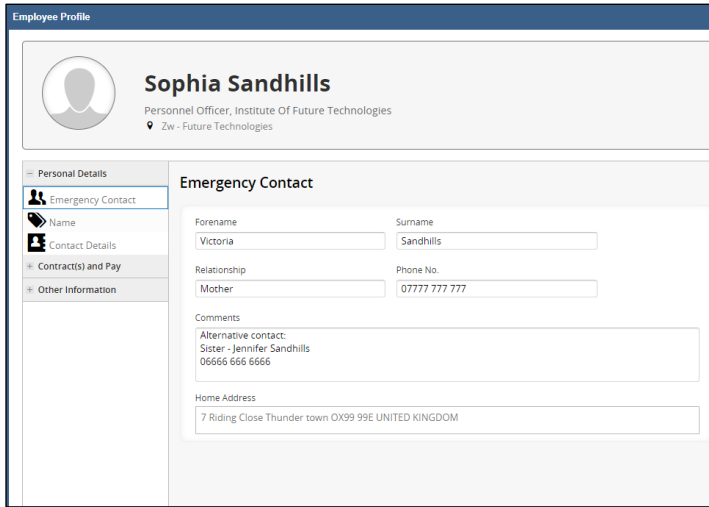 Employee Profile
Sophia Sandhills
Personnel Officer, Institute Of Future Technologies
Zw - Future Technologies
Personal Details
Emergency Contact
Name
Contact Details
Contract(s) and Pay
Other Information
Emergency Contact
Forename
Surname
Victoria
Sandhills
Relationship
Phone No.
Mother
07777 777 777
Comments
Alternative contact:
Sister - Jennifer Sandhills
06666 666 6666
Home Address
7 Riding Close Thunder town OX99 99E UNITED KINGDOM